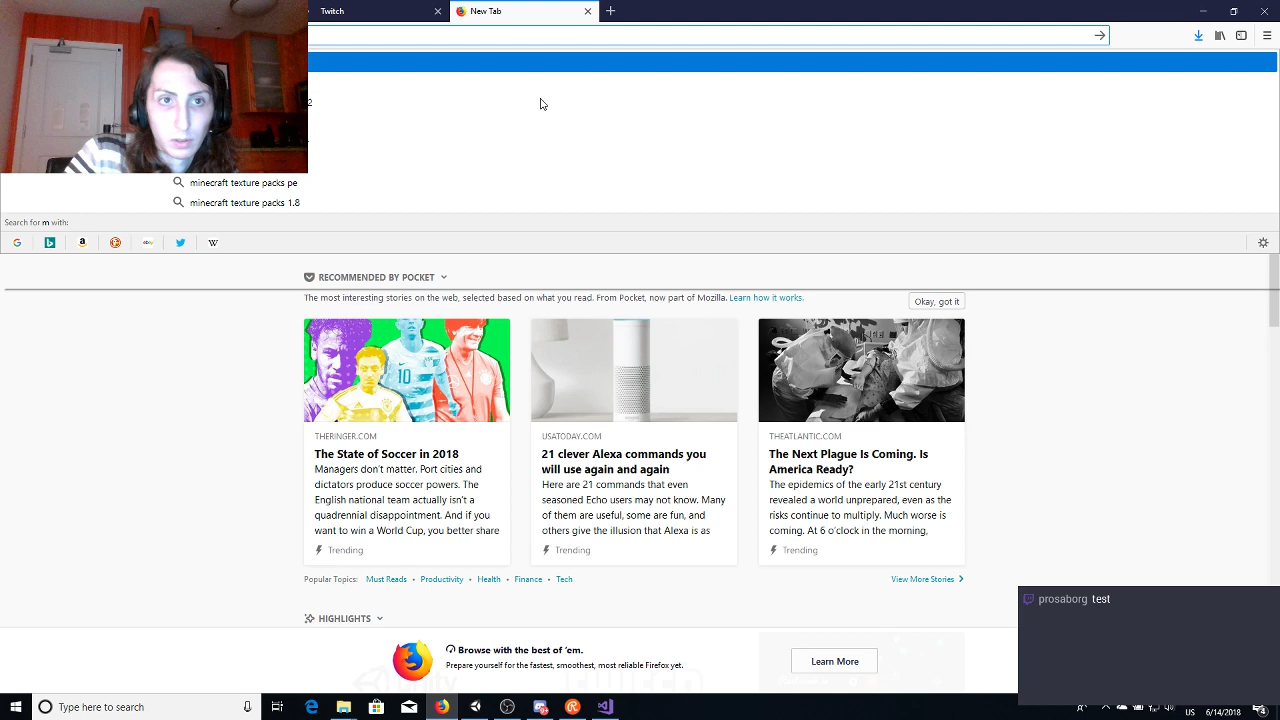 Twitch
New Tab
2
minecraft texture packs pe
minecraft texture packs 1.8
Search for m with:
RECOMMENDED BY POCKET
The most interesting stories on the web, selected based on what you read. From Pocket, now part of Mozilla. Learn how it works.
Okay, got it
10
THERINGER.COM
The State of Soccer in 2018
Managers don't matter. Port cities and
dictators produce soccer powers. The
English national team actually isn't a
quadrennial disappointment. And if you
want to win a World Cup, you better share
Trending
USATODAY.COM
21 clever Alexa commands you
will use again and again
Here are 21 commands that even
seasoned Echo users may not know. Many
of them are useful, some are fun, and
others give the illusion that Alexa is as
Trending
THEATLANTIC.COM
The Next Plague Is Coming. Is
America Ready?
The epidemics of the early 21st century
revealed a world unprepared, even as the
risks continue to multiply. Much worse is
coming. At 6 o'clock in the morning,
Trending
Popular Topics: Must Reads • Productivity • Health • Finance • Tech
View More Stories
prosaborg test
HIGHLIGHTS
Browse with the best of 'em.
Prepare yourself for the fastest, smoothest, most reliable Firefox yet.
Learn More
Type here to search
US
6/14/2018
4